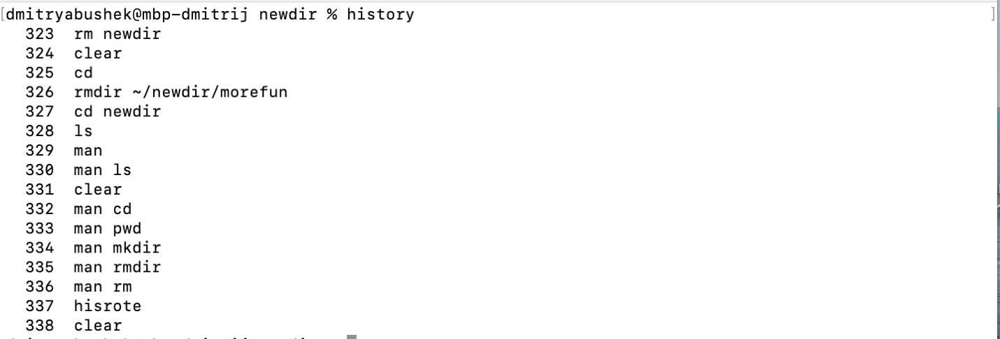 [dmitryabushek@mbp-dmitrij newdir % history ]
323 rm newdir
324 clear
325 cd
326 rmdir ~/newdir/morefun
327 cd newdir
328 ls
329 man
330 man ls
331 clear
332 man cd
333 man pwd
334 man mkdir
335 man rmdir
336 man rm
337 hisrote
338 clear